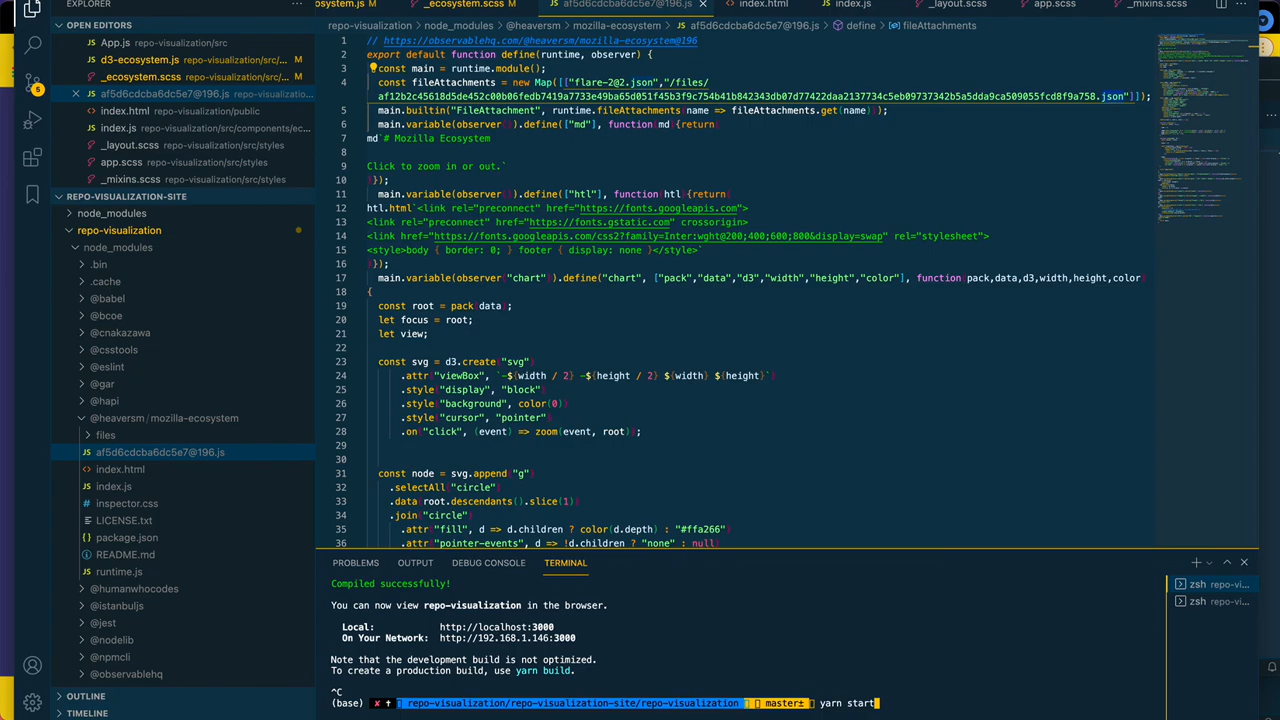 EXPLORER
OPEN EDITORS
App.js repo-visualization/src
d3-ecosystem.js repo-visualization/src/... M
_ecosystem.scss repo-visualization/src/... M
af5d6cdcba6dc5e7@196.js repo-visualizatio...
index.html repo-visualization/public
index.js repo-visualization/src/components/ec...
_layout.scss repo-visualization/src/styles
app.scss repo-visualization/src/styles
_mixins.scss repo-visualization/src/styles
5
REPO-VISUALIZATION-SITE
node_modules
repo-visualization
node_modules
.bin
.cache
@babel
@bcoe
@cnakazawa
@csstools
@eslint
@gar
@hapi
@heaversm / mozilla-ecosystem
files
af5d6cdcba6dc5e7@196.js
index.html
index.js
inspector.css
LICENSE.txt
package.json
README.md
runtime.js
@humanwhocodes
@istanbuljs
@jest
@nodelib
@npmcli
@observablehq
OUTLINE
TIMELINE
osystem.js M _ecosystem.scss M af5d6cdcba6dc5e7@196.js index.html index.js _layout.scss app.scss _mixins.scss
repo-visualization > node_modules > @heaversm > mozilla-ecosystem > af5d6cdcba6dc5e7@196.js > define > fileAttachments
1 // https://observablehq.com/@heaversm/mozilla-ecosystem@196
2 export default function define(runtime, observer) {
3 const main = runtime.module();
4 const fileAttachments = new Map([["flare-2@2.json","/files/
af12b2c45618d5d1ee4652c00b06fedb7419a7733e49ba65d051f45b3f9c754b41b842343db07d77422daa2137734c5eb09737342b5a5dda9ca509055fcd8f9a758.json"]]);
5 main.builtin("FileAttachment", runtime.fileAttachments(name => fileAttachments.get(name)));
6 main.variable(observer()).define(["md"], function(md){return(
7 md`# Mozilla Ecosystem
8
9 Click to zoom in or out.`
10 )});
11 main.variable(observer()).define(["htl"], function(htl){return(
12 htl.html`<link rel="preconnect" href="https://fonts.googleapis.com">
13 <link rel="preconnect" href="https://fonts.gstatic.com" crossorigin>
14 <link href="https://fonts.googleapis.com/css2?family=Inter:wght@200;400;600;800&display=swap" rel="stylesheet">
15 <style>body { border: 0; } footer { display: none }</style>`
16 )});
17 main.variable(observer("chart")).define("chart", ["pack","data","d3","width","height","color"], function(pack,data,d3,width,height,color)
18 {
19 const root = pack(data);
20 let focus = root;
21 let view;
22
23 const svg = d3.create("svg")
24 .attr("viewBox", `-${width / 2} -${height / 2} ${width} ${height}`)
25 .style("display", "block")
26 .style("background", color(0))
27 .style("cursor", "pointer")
28 .on("click", (event) => zoom(event, root));
29
30
31 const node = svg.append("g")
32 .selectAll("circle")
33 .data(root.descendants().slice(1))
34 .join("circle")
35 .attr("fill", d => d.children ? color(d.depth) : "#ffa266")
36 .attr("pointer-events", d => !d.children ? "none" : null)
PROBLEMS OUTPUT DEBUG CONSOLE TERMINAL
Compiled successfully!
You can now view repo-visualization in the browser.
Local: http://localhost:3000
On Your Network: http://192.168.1.146:3000
Note that the development build is not optimized.
To create a production build, use yarn build.
^C
(base) ✘ repo-visualization/repo-visualization-site/repo-visualization master± yarn start
zsh repo-vi...
zsh repo-vi...